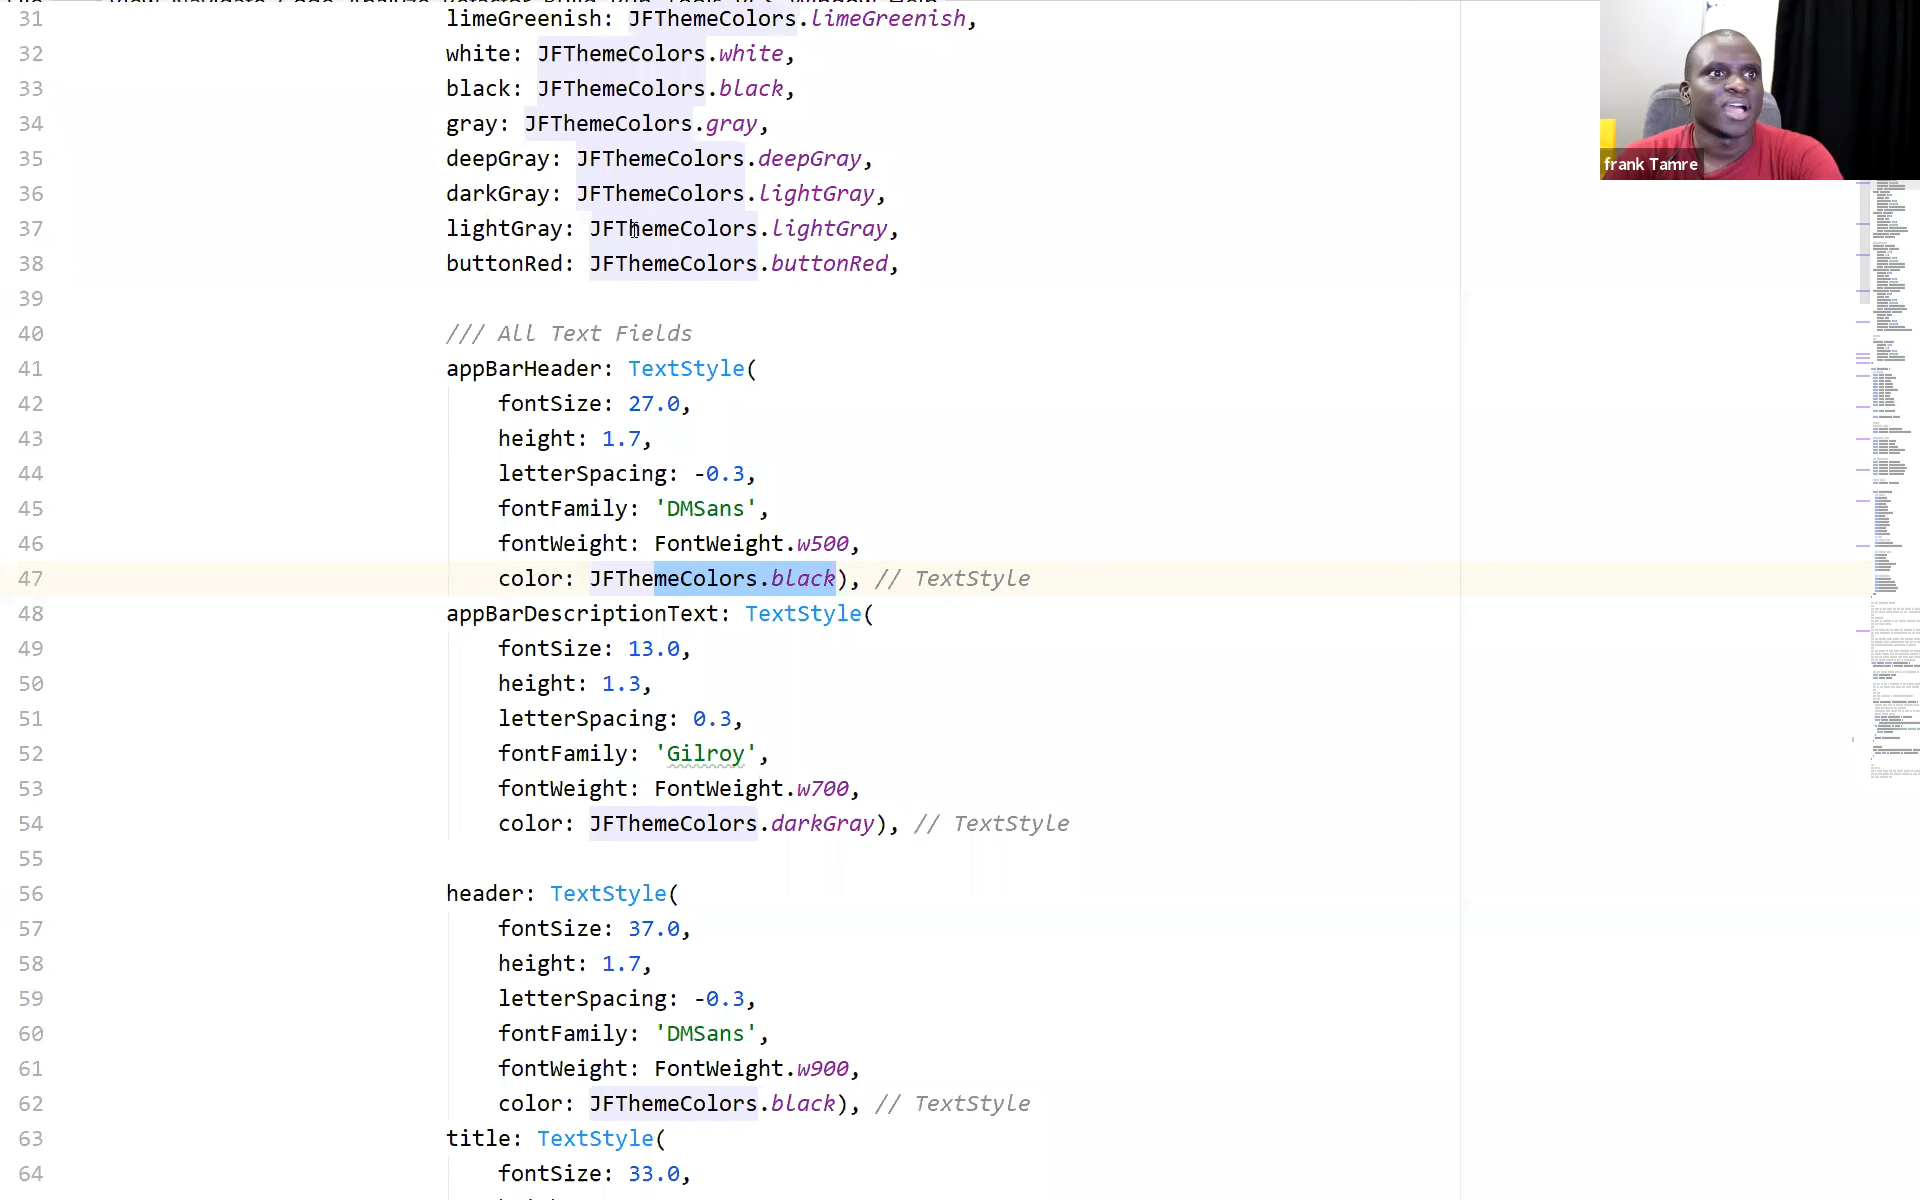 31 limeGreenish: JFThemeColors.limeGreenish,
32 white: JFThemeColors.white,
33 black: JFThemeColors.black,
34 gray: JFThemeColors.gray,
35 deepGray: JFThemeColors.deepGray,
36 darkGray: JFThemeColors.lightGray,
37 lightGray: JFThemeColors.lightGray,
38 buttonRed: JFThemeColors.buttonRed,
39
40 /// All Text Fields
41 appBarHeader: TextStyle(
42 fontSize: 27.0,
43 height: 1.7,
44 letterSpacing: -0.3,
45 fontFamily: 'DMSans',
46 fontWeight: FontWeight.w500,
47 color: JFThemeColors.black), // TextStyle
48 appBarDescriptionText: TextStyle(
49 fontSize: 13.0,
50 height: 1.3,
51 letterSpacing: 0.3,
52 fontFamily: 'Gilroy',
53 fontWeight: FontWeight.w700,
54 color: JFThemeColors.darkGray), // TextStyle
55
56 header: TextStyle(
57 fontSize: 37.0,
58 height: 1.7,
59 letterSpacing: -0.3,
60 fontFamily: 'DMSans',
61 fontWeight: FontWeight.w900,
62 color: JFThemeColors.black), // TextStyle
63 title: TextStyle(
64 fontSize: 33.0,
frank Tamre